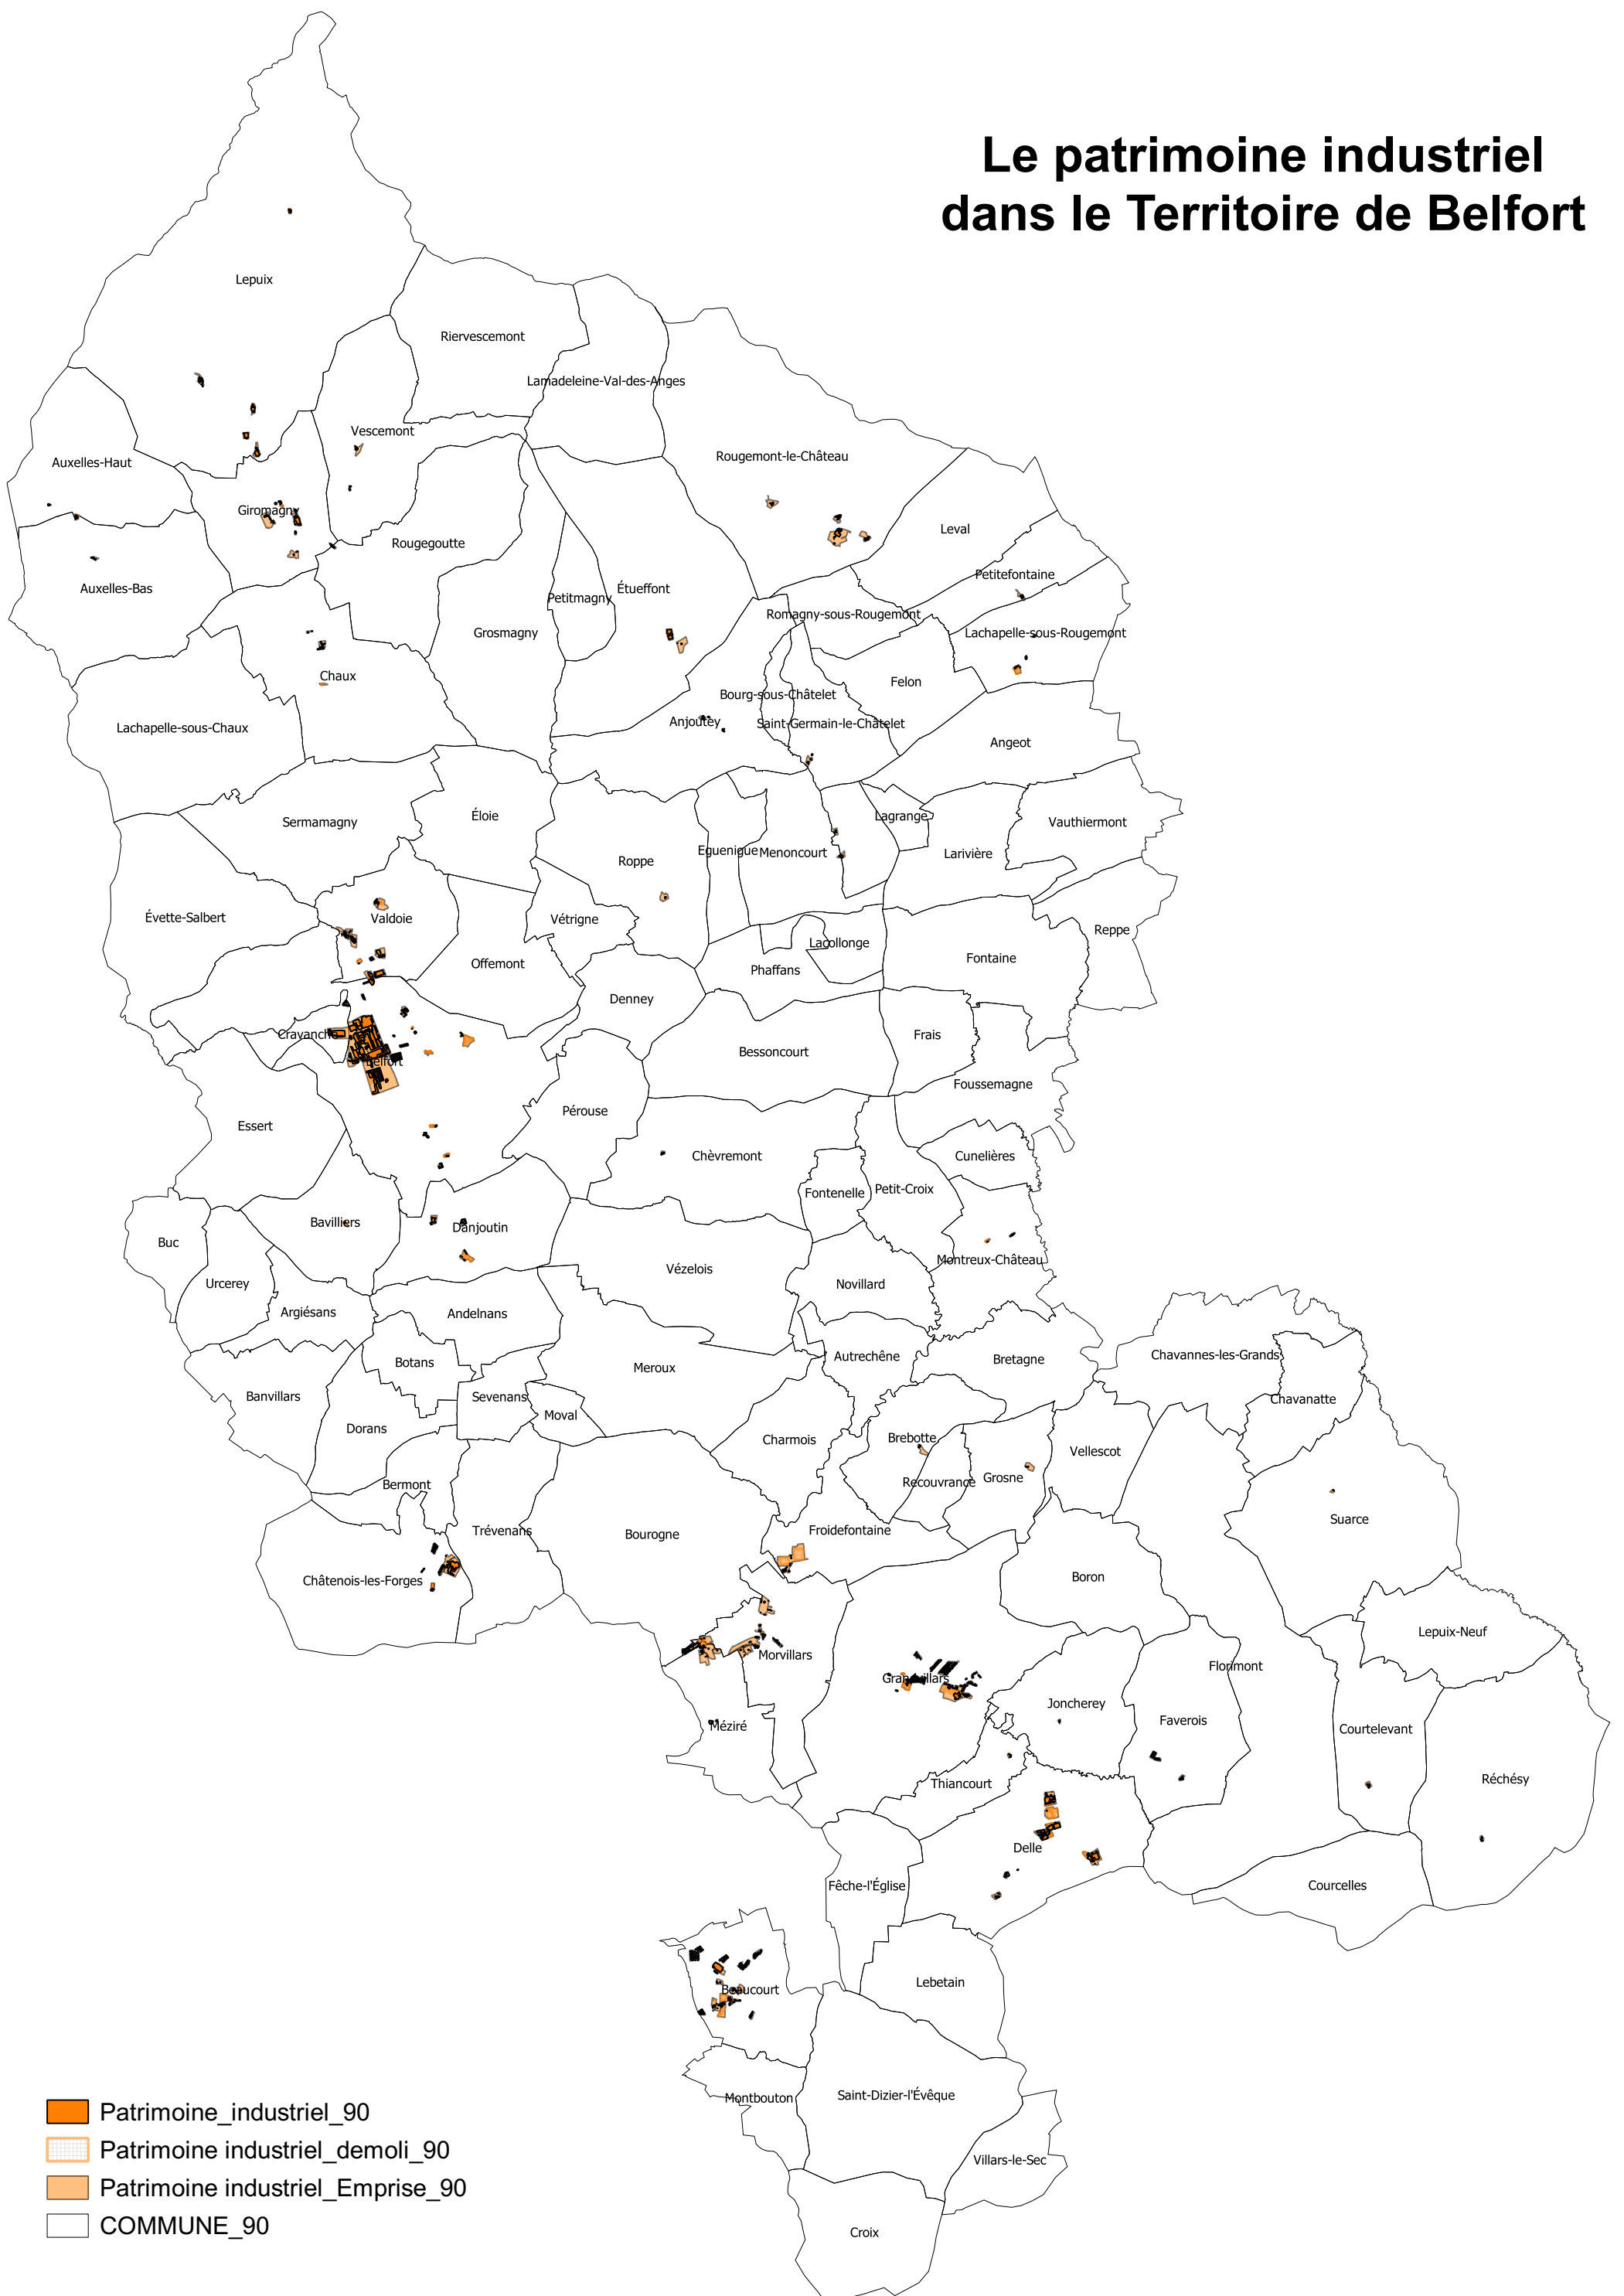 Le patrimoine industriel
dans le Territoire de Belfort
Lepuix
Riervescemont
Lamadeleine-Val-des-Anges
Vescemont
Rougemont-le-Château
Auxelles-Haut
Giromagny
Leval
Rougegoutte
Petitefontaine
Auxelles-Bas
Étueffont
Petitmagny
Romagny-sous-Rougemont
Grosmagny
Lachapelle-sous-Rougemont
Chaux
Felon
Bourg-sous-Châtelet
Anjoutey
Saint-Germain-le-Châtelet
Lachapelle-sous-Chaux
Angeot
Sermamagny
Éloie
Lagrange
Vauthiermont
Roppe
Eguenigue
Menoncourt
Larivière
Évette-Salbert
Valdoie
Vétrigne
Reppe
Lacollonge
Offemont
Phaffans
Fontaine
Denney
Cravanche
Frais
Bessoncourt
Belfort
Foussemagne
Pérouse
Essert
Chèvremont
Cunelières
Fontenelle
Petit-Croix
Bavilliers
Danjoutin
Buc
Montreux-Château
Vézelois
Urcerey
Novillard
Argiésans
Andelnans
Autrechêne
Bretagne
Chavannes-les-Grands
Botans
Meroux
Banvillars
Sevenans
Chavanatte
Moval
Dorans
Charmois
Brebotte
Vellescot
Bermont
Recouvrance
Grosne
Suarce
Trévenans
Bourogne
Froidefontaine
Châtenois-les-Forges
Boron
Lepuix-Neuf
Morvillars
Florimont
Grandvillars
Joncherey
Faverois
Méziré
Courtelevant
Thiancourt
Réchésy
Delle
Fêche-l'Église
Courcelles
Lebetain
Beaucourt
Montbouton
Saint-Dizier-l'Évêque
Villars-le-Sec
Croix
Patrimoine_industriel_90
Patrimoine industriel_demoli_90
Patrimoine industriel_Emprise_90
COMMUNE_90